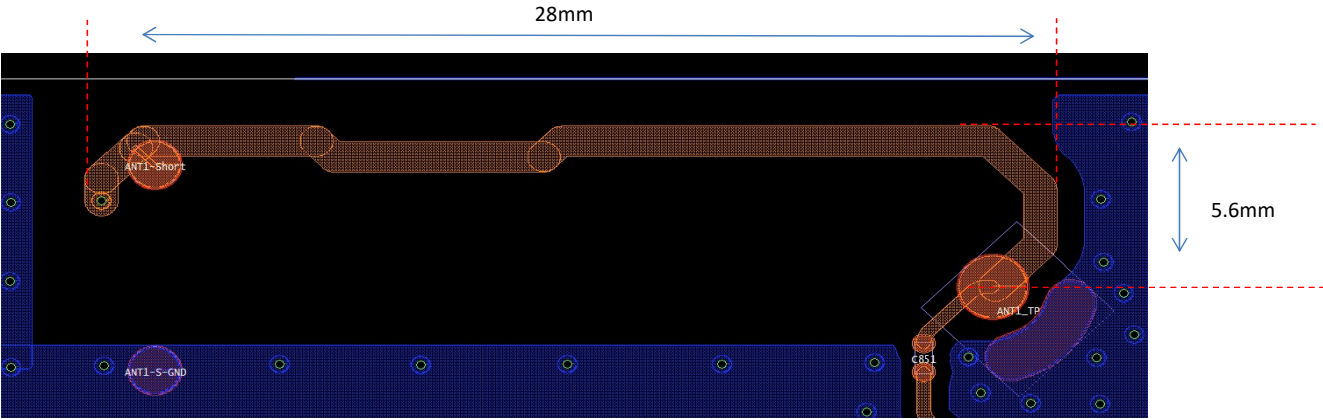 28mm
ANT1-Short
5.6mm
ANT1_TP
C851
ANT1-S-GND